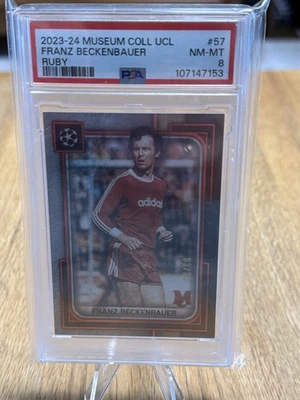 2023-24 MUSEUM COLL UCL #57
FRANZ BECKENBAUER NM-MT
RUBY 8
PSA 107147153
adidas
M
FRANZ BECKENBAUER